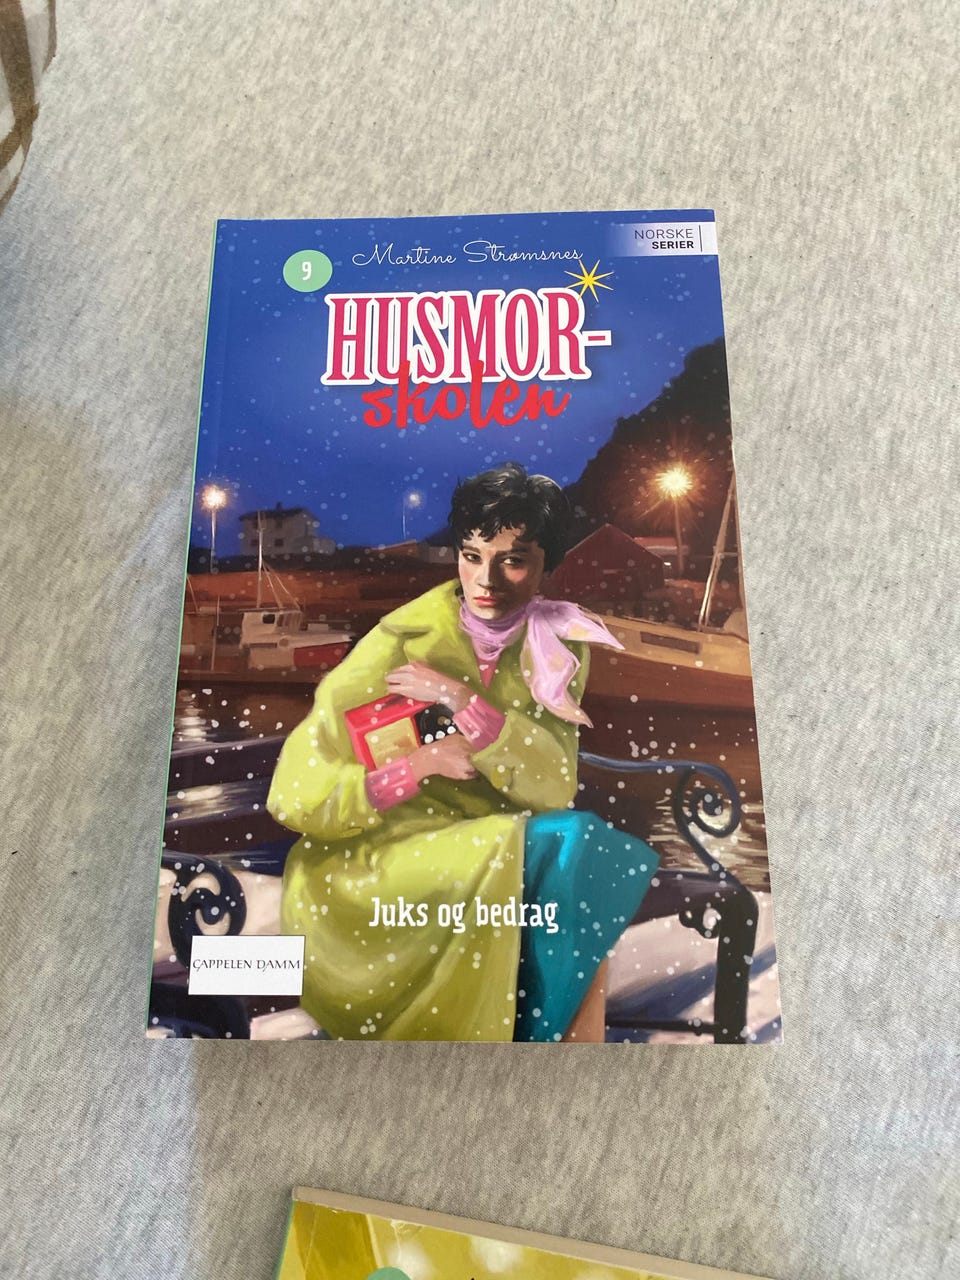 9
Martine Strømsnes
NORSKE
SERIER
HUSMOR-
skolen
Juks og bedrag
CAPPELEN DAMM